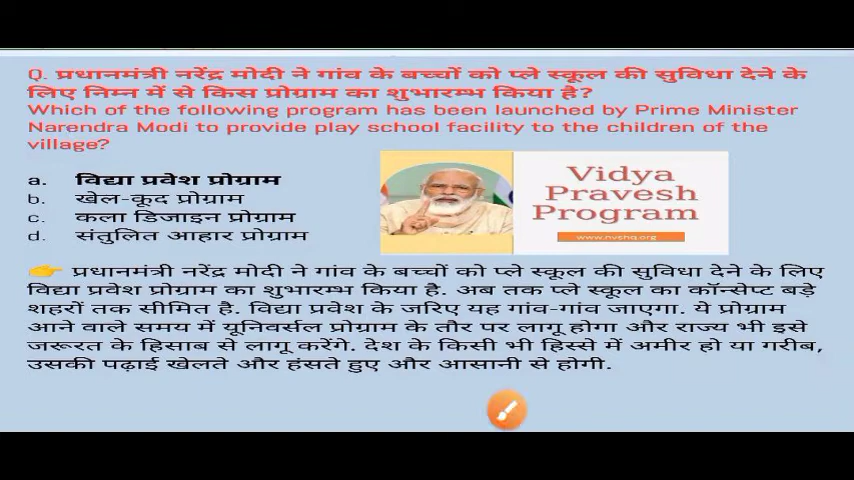 Q. प्रधानमंत्री नरेंद्र मोदी ने गांव के बच्चों को प्ले स्कूल की सुविधा देने के
लिए निम्न में से किस प्रोग्राम का शुभारम्भ किया है?
Which of the following program has been launched by Prime Minister
Narendra Modi to provide play school facility to the children of the
village?
a. विद्या प्रवेश प्रोग्राम
b. खेल-कूद प्रोग्राम
c. कला डिजाइन प्रोग्राम
d. संतुलित आहार प्रोग्राम
Vidya
Pravesh
Program
www.nvshq.org
👉 प्रधानमंत्री नरेंद्र मोदी ने गांव के बच्चों को प्ले स्कूल की सुविधा देने के लिए
विद्या प्रवेश प्रोग्राम का शुभारम्भ किया है. अब तक प्ले स्कूल का कॉन्सेप्ट बड़े
शहरों तक सीमित है. विद्या प्रवेश के जरिए यह गांव-गांव जाएगा. ये प्रोग्राम
आने वाले समय में यूनिवर्सल प्रोग्राम के तौर पर लागू होगा और राज्य भी इसे
जरूरत के हिसाब से लागू करेंगे. देश के किसी भी हिस्से में अमीर हो या गरीब,
उसकी पढ़ाई खेलते और हंसते हुए और आसानी से होगी.